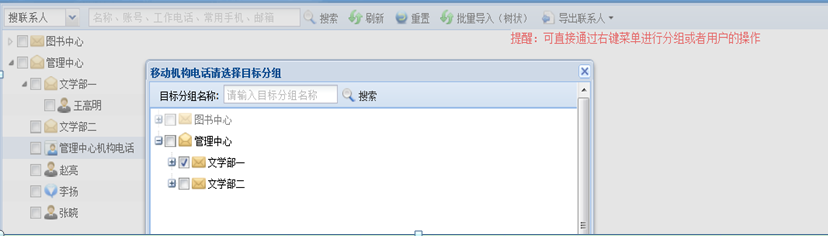 搜联系人 名称、账号、工作电话、常用手机、邮箱 搜索 刷新 重置 批量导入（树状） 导出联系人
提醒：可直接通过右键菜单进行分组或者用户的操作
图书中心
管理中心
文学部一
王高明
文学部二
管理中心机构电话
赵亮
李扬
张婉
移动机构电话请选择目标分组
目标分组名称: 请输入目标分组名称 搜索
图书中心
管理中心
文学部一
文学部二